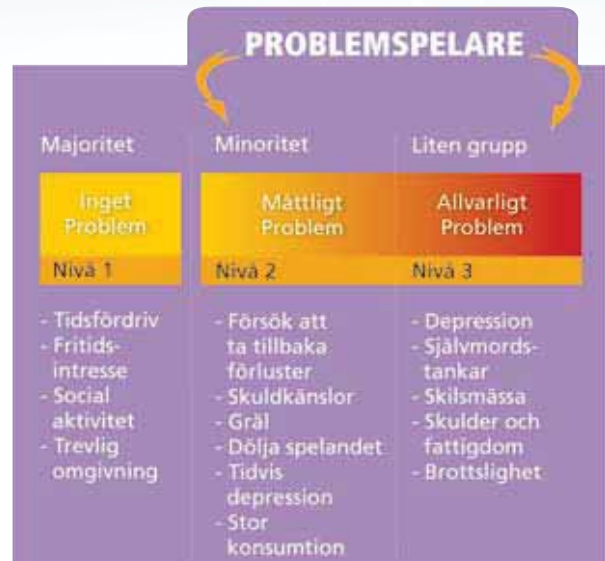 PROBLEMSPELARE
Majoritet
Inget
Problem
Nivå 1
- Tidsfördriv
- Fritids-
intresse
- Social
aktivitet
- Trevlig
omgivning
Minoritet
Måttligt
Problem
Nivå 2
- Försök att
ta tillbaka
förluster
- Skuldkänslor
- Gräl
- Dölja spelandet
- Tidvis
depression
- Stor
konsumtion
Liten grupp
Allvarligt
Problem
Nivå 3
- Depression
- Självmords-
tankar
- Skilsmässa
- Skulder och
fattigdom
- Brottslighet